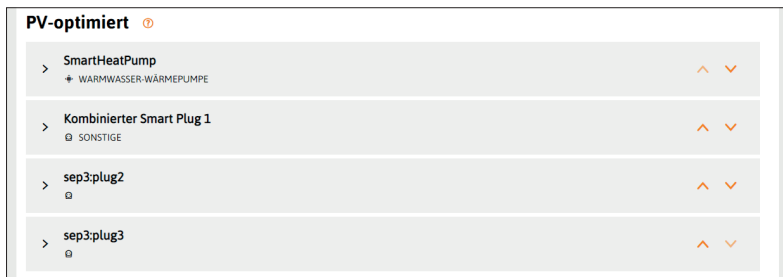 PV-optimiert ?
SmartHeatPump
WARMWASSER-WÄRMEPUMPE
Kombinierter Smart Plug 1
SONSTIGE
sep3:plug2
sep3:plug3